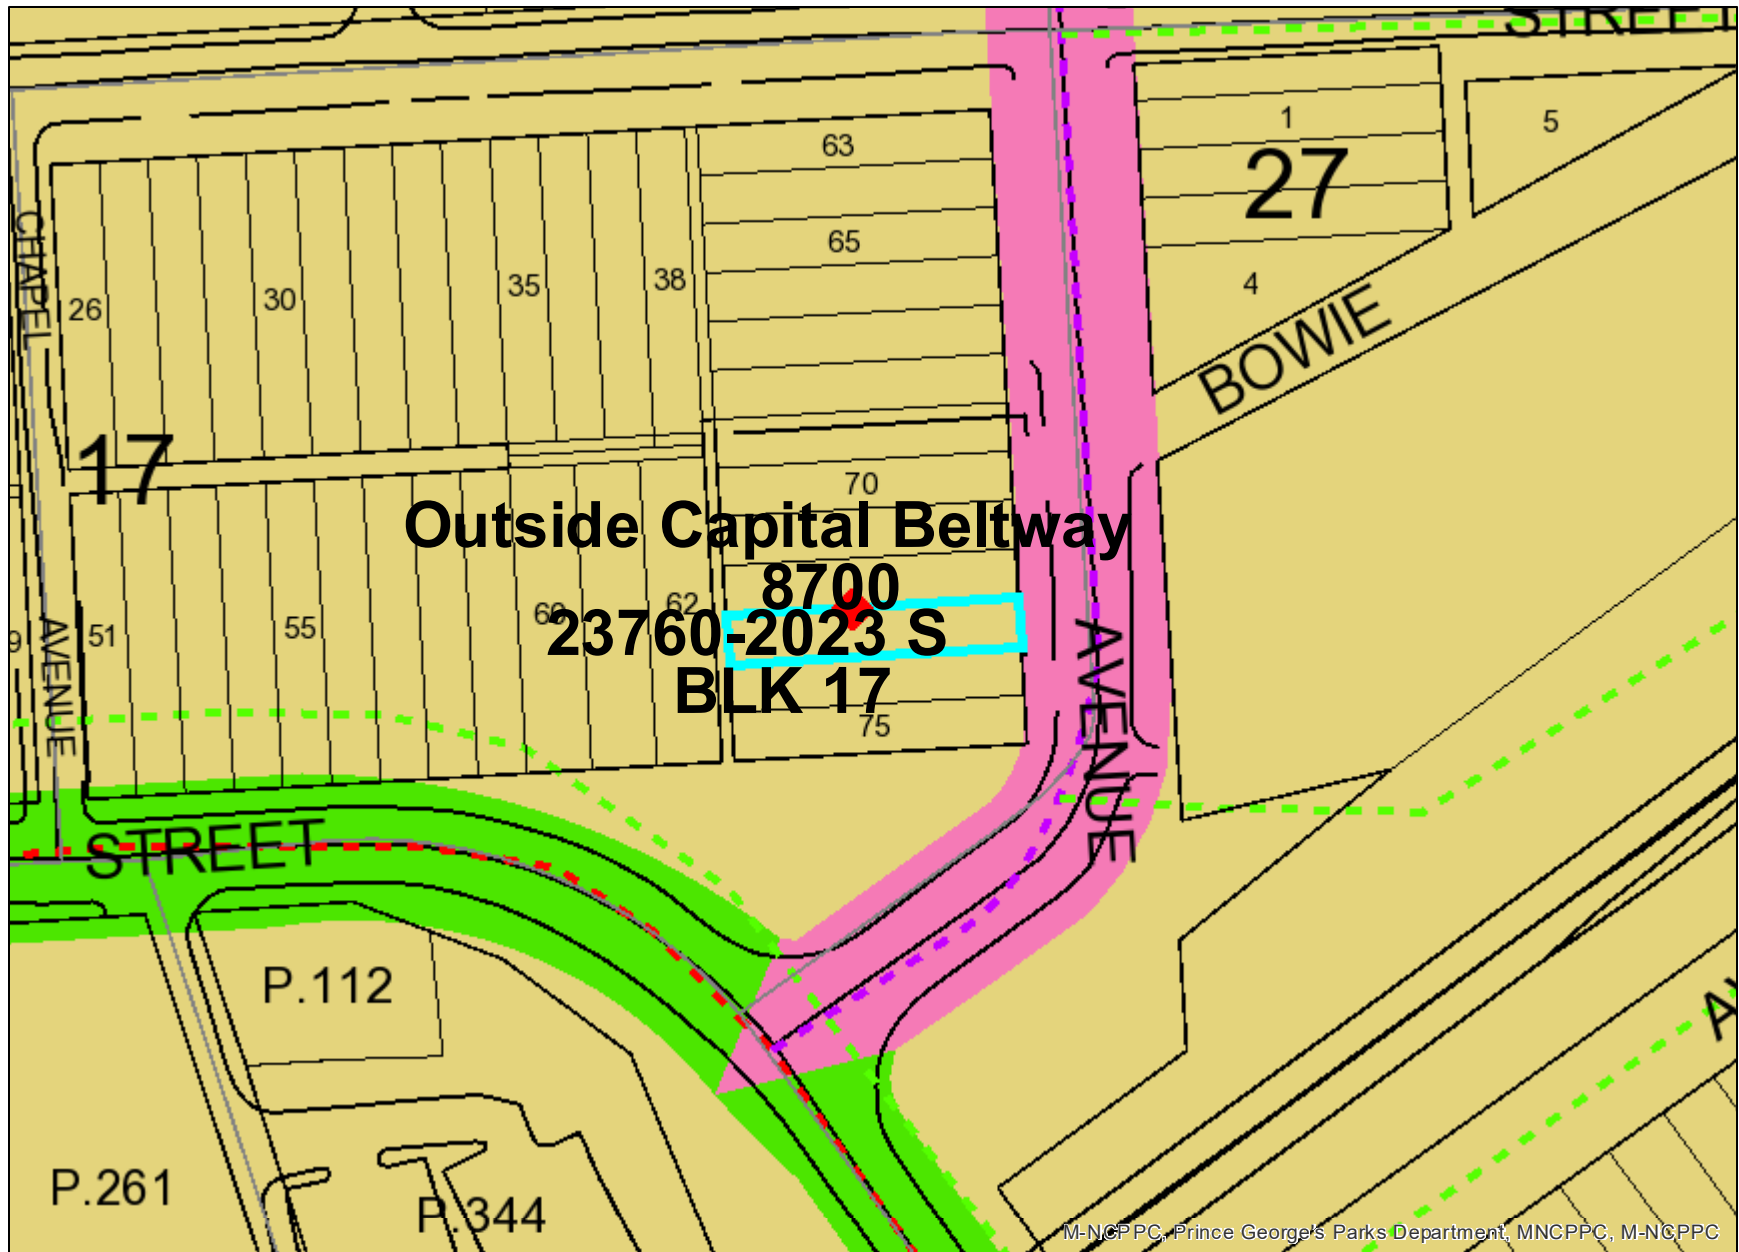 STREET
63
1
5
27
65
CHAPEL
26
30
35
38
4
BOWIE
17
70
Outside Capital Beltway
8700
60
62
23760-2023 S
9
AVENUE
51
55
BLK 17
75
AVENUE
STREET
P.112
P.261
P.344
M-NCPPC, Prince George's Parks Department, MNCPPC, M-NCPPC